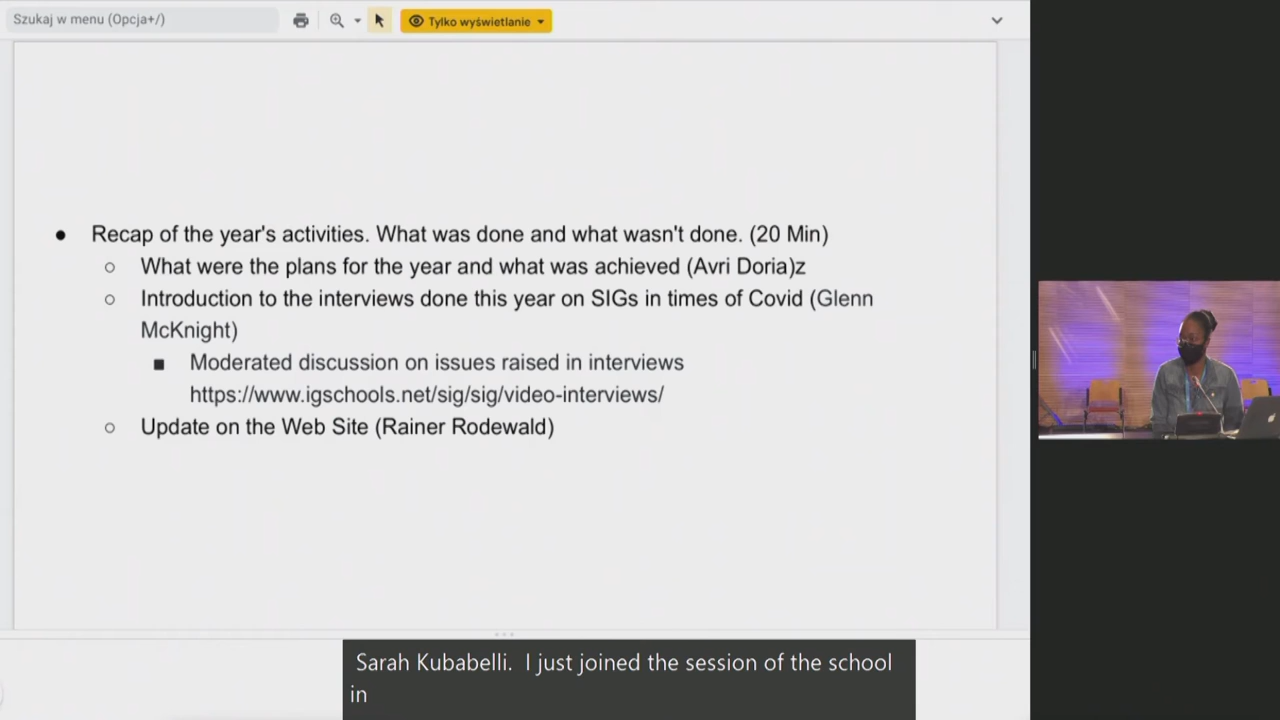 Szukaj w menu (Opcja+/)
Tylko wyświetlanie
● Recap of the year's activities. What was done and what wasn't done. (20 Min)
○ What were the plans for the year and what was achieved (Avri Doria)z
○ Introduction to the interviews done this year on SIGs in times of Covid (Glenn
McKnight)
■ Moderated discussion on issues raised in interviews
https://www.igschools.net/sig/sig/video-interviews/
○ Update on the Web Site (Rainer Rodewald)
Sarah Kubabelli.  I just joined the session of the school
in